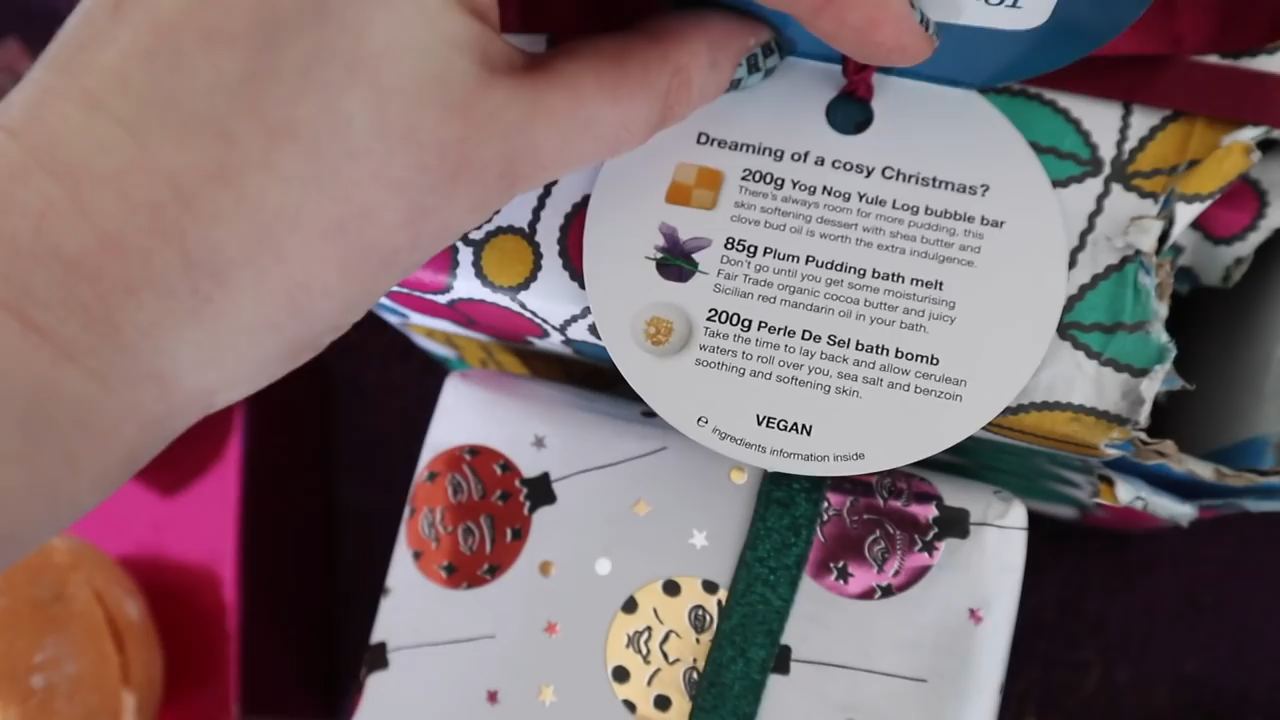 Dreaming of a cosy Christmas?
200g Yog Nog Yule Log bubble bar
There's always room for more pudding, this
skin softening dessert with shea butter and
clove bud oil is worth the extra indulgence.
85g Plum Pudding bath melt
Don't go until you get some moisturising
Fair Trade organic cocoa butter and juicy
Sicilian red mandarin oil in your bath.
200g Perle De Sel bath bomb
Take the time to lay back and allow cerulean
waters to roll over you, sea salt and benzoin
soothing and softening skin.
VEGAN
℮ ingredients information inside